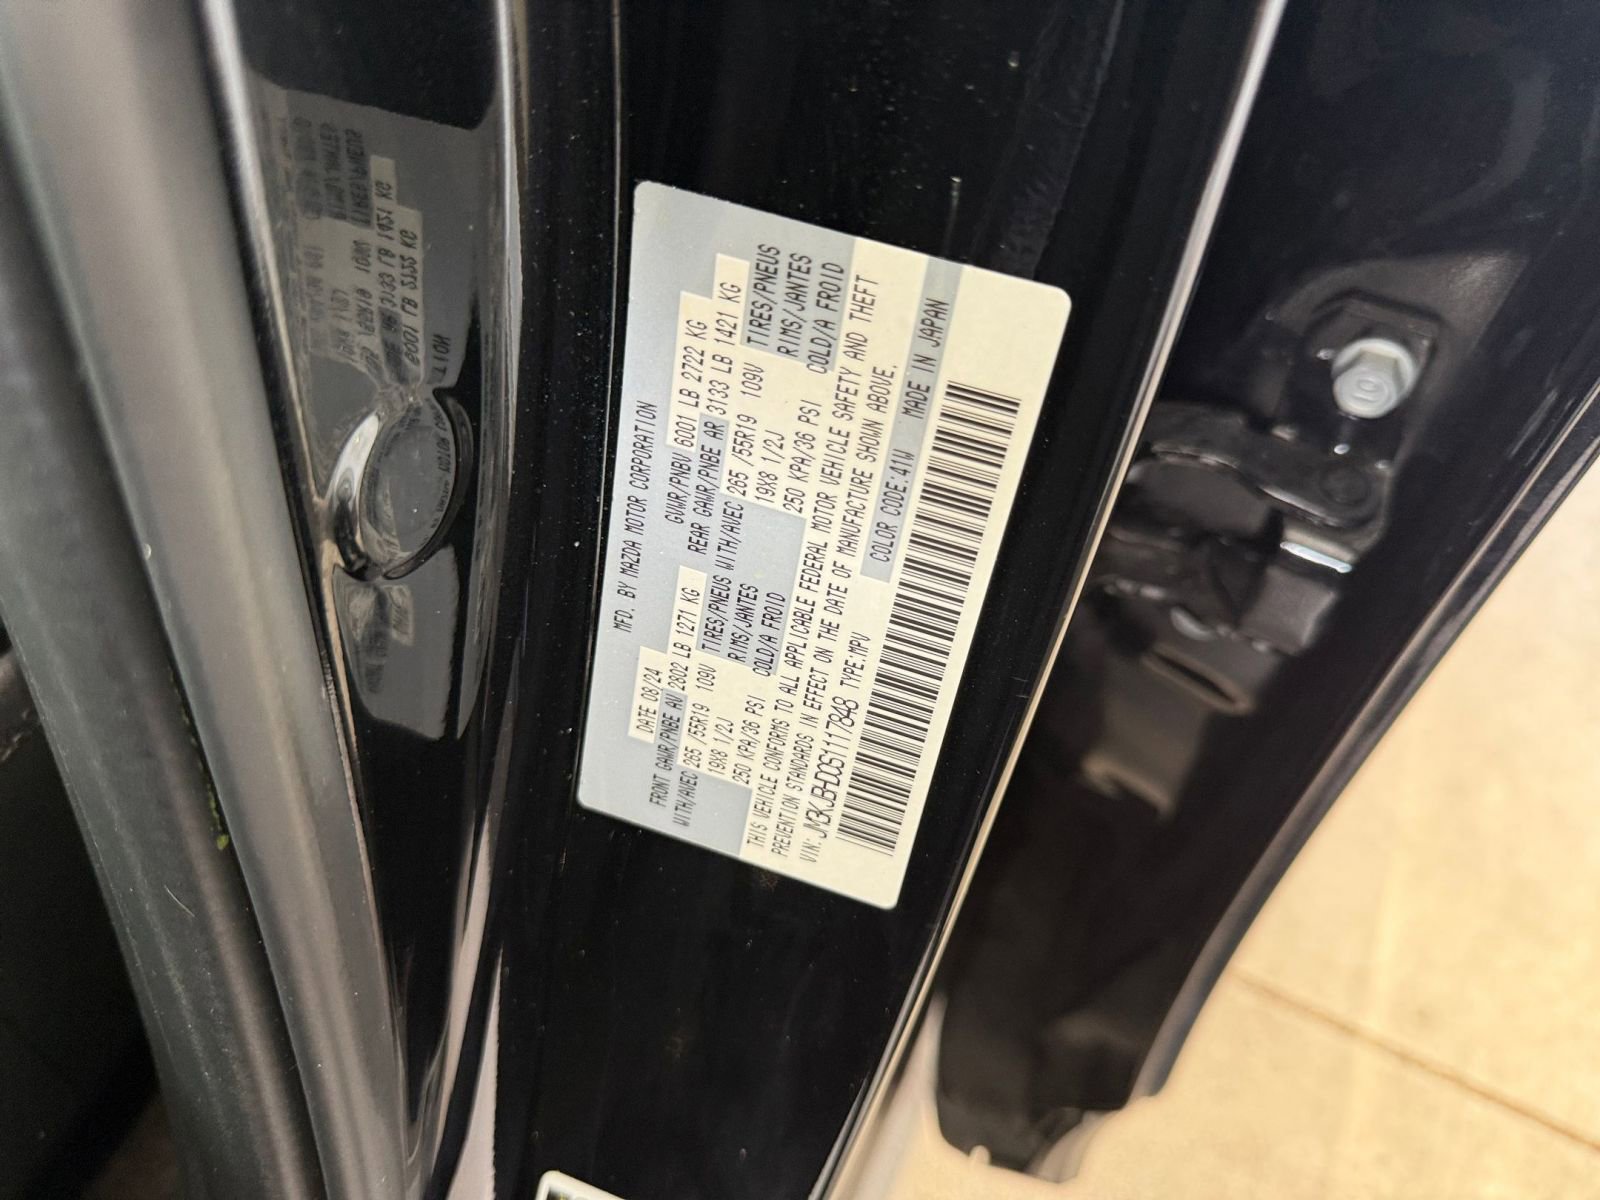 MFD. BY MAZDA MOTOR CORPORATION
DATE 08/24 GVWR/PNBV 6001 LB 2722 KG
FRONT GAWR/PNBE AV 2802 LB 1271 KG REAR GAWR/PNBE AR 3133 LB 1421 KG
WITH/AVEC 265 /55R19 109V TIRES/PNEUS WITH/AVEC 265 /55R19 109V TIRES/PNEUS
19X8 1/2J RIMS/JANTES 19X8 1/2J RIMS/JANTES
250 KPA/36 PSI COLD/A FROID 250 KPA/36 PSI COLD/A FROID
THIS VEHICLE CONFORMS TO ALL APPLICABLE FEDERAL MOTOR VEHICLE SAFETY AND THEFT
PREVENTION STANDARDS IN EFFECT ON THE DATE OF MANUFACTURE SHOWN ABOVE.
VIN: JM3KJBHD0S1117848 TYPE:MPV COLOR CODE:41W MADE IN JAPAN